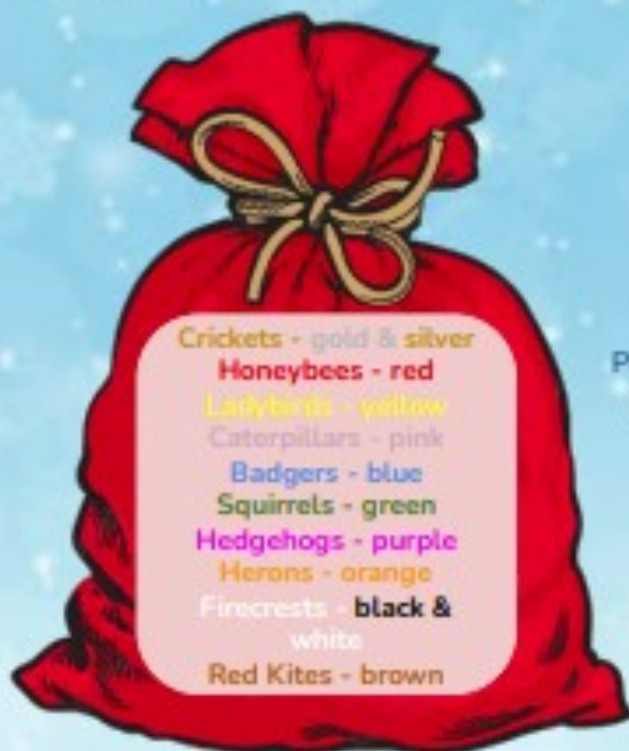 Crickets - gold & silver
Honeybees - red
Ladybirds - yellow
Caterpillars - pink
Badgers - blue
Squirrels - green
Hedgehogs - purple
Herons - orange
Firecrests - black &
white
Red Kites - brown
P